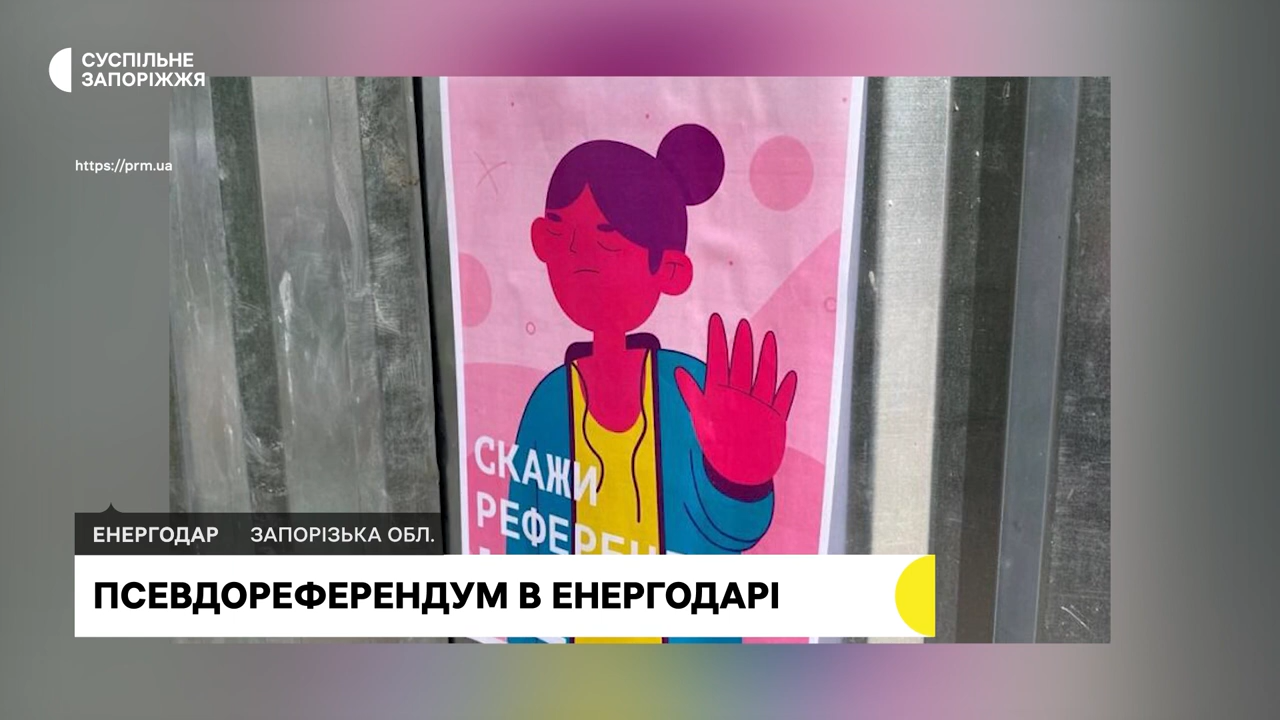 СУСПІЛЬНЕ
ЗАПОРІЖЖЯ
https://prm.ua
СКАЖИ
ЕНЕРГОДАР ЗАПОРІЗЬКА ОБЛ.
ПСЕВДОРЕФЕРЕНДУМ В ЕНЕРГОДАРІ